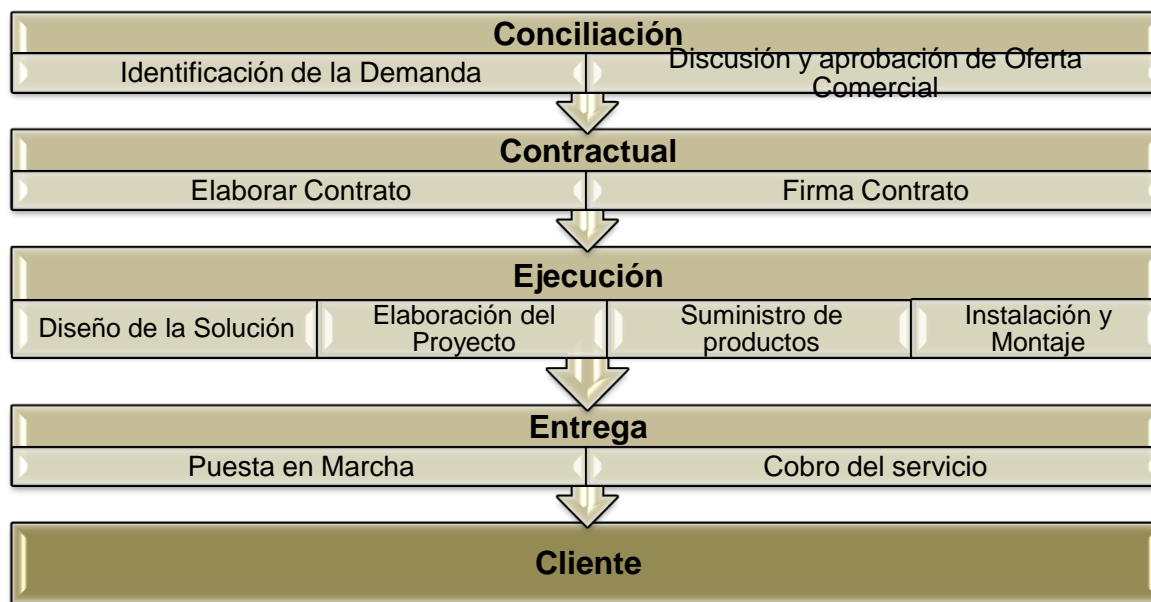 Conciliación
Identificación de la Demanda
Discusión y aprobación de Oferta
Comercial
Contractual
Elaborar Contrato
Firma Contrato
Ejecución
Diseño de la Solución
Elaboración del
Proyecto
Suministro de
productos
Instalación y
Montaje
Entrega
Puesta en Marcha
Cobro del servicio
Cliente